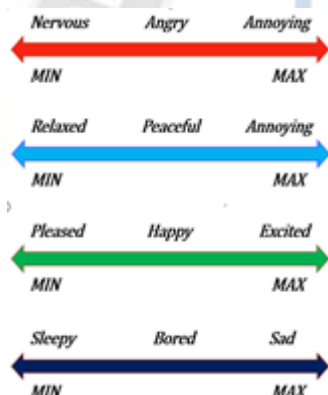 Nervous Angry Annoying
MIN MAX
Relaxed Peaceful Annoying
MIN MAX
Pleased Happy Excited
MIN MAX
Sleepy Bored Sad
MIN MAX